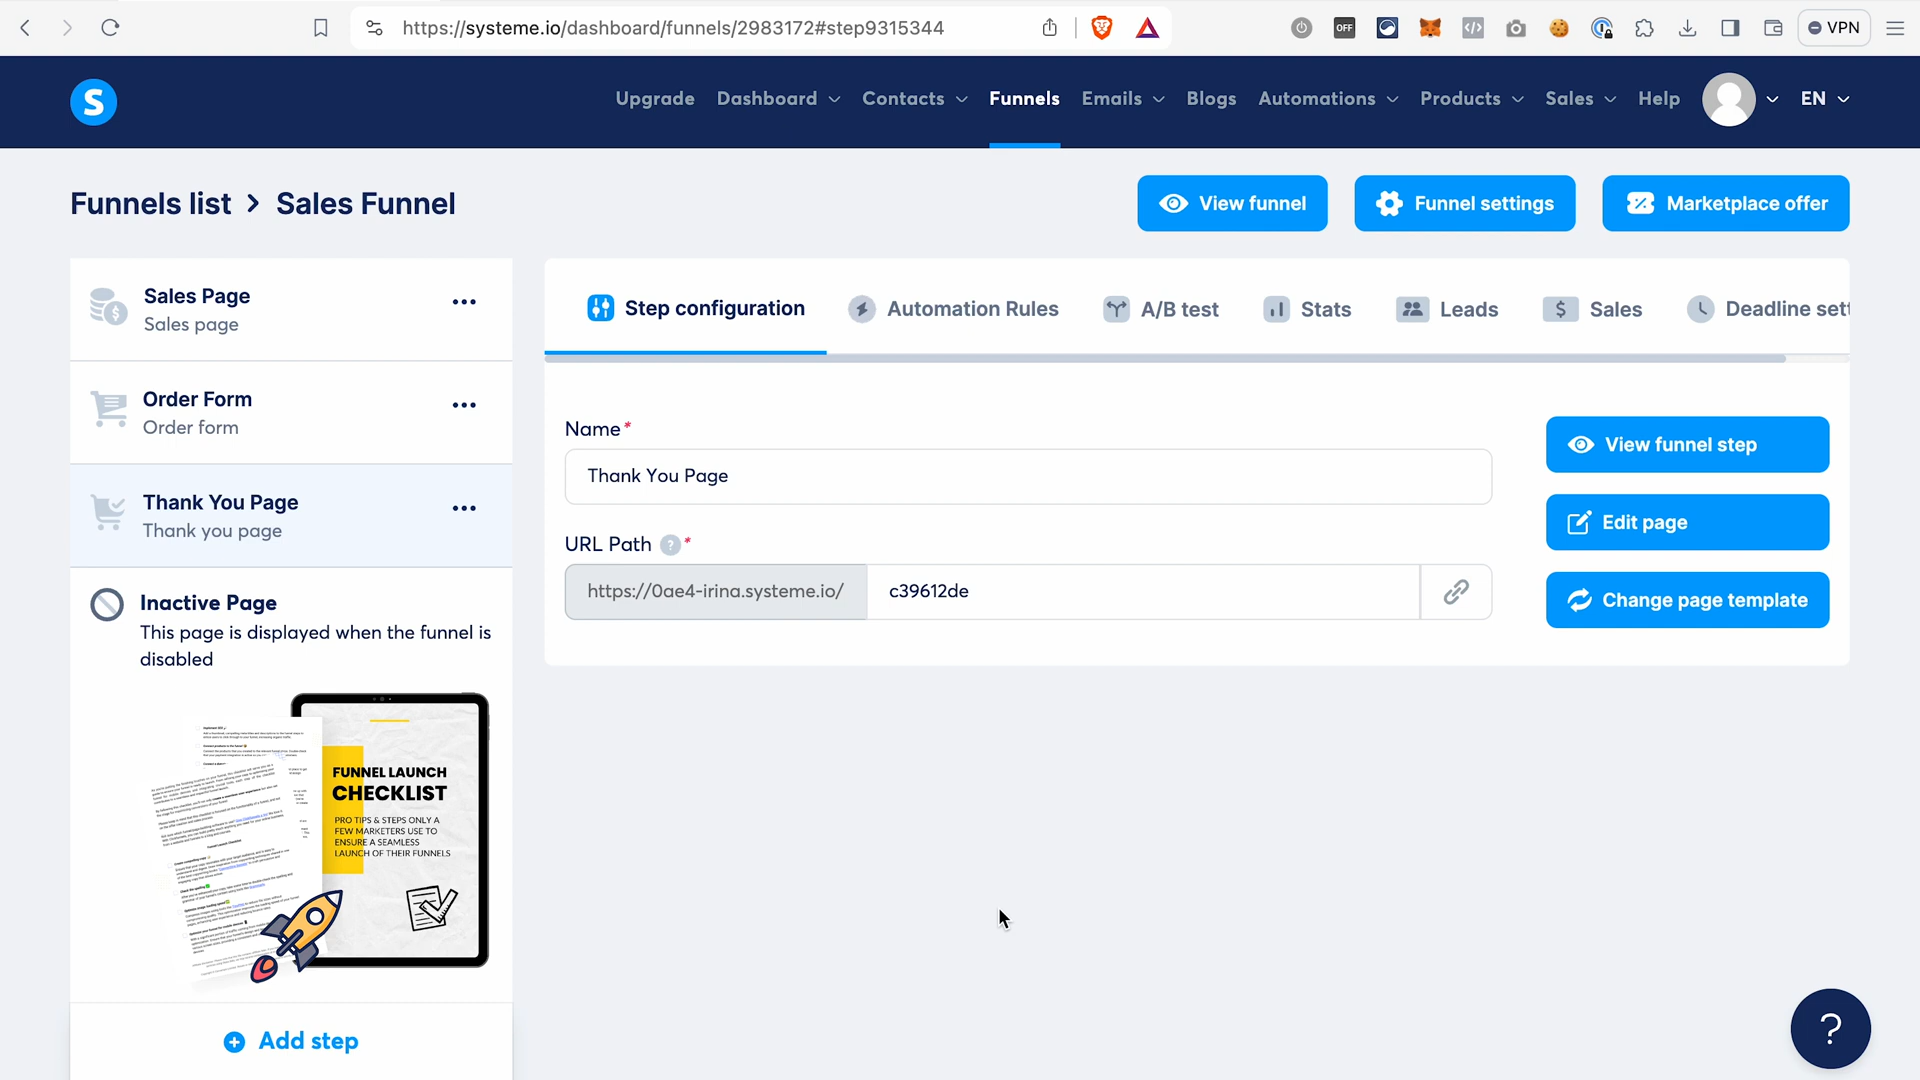 https://systeme.io/dashboard/funnels/2983172#step9315344
OFF
VPN
S
Upgrade
Dashboard
Contacts
Funnels
Emails
Blogs
Automations
Products
Sales
Help
EN
Funnels list > Sales Funnel
View funnel
Funnel settings
Marketplace offer
Sales Page
Sales page
Order Form
Order form
Thank You Page
Thank you page
Inactive Page
This page is displayed when the funnel is
disabled
FUNNEL LAUNCH
CHECKLIST
PRO TIPS & STEPS ONLY A
FEW MARKETERS USE TO
ENSURE A SEAMLESS
LAUNCH OF THEIR FUNNELS
Add step
Step configuration
Automation Rules
A/B test
Stats
Leads
$ Sales
Deadline sett
Name*
Thank You Page
URL Path ? *
https://0ae4-irina.systeme.io/ c39612de
View funnel step
Edit page
Change page template
?